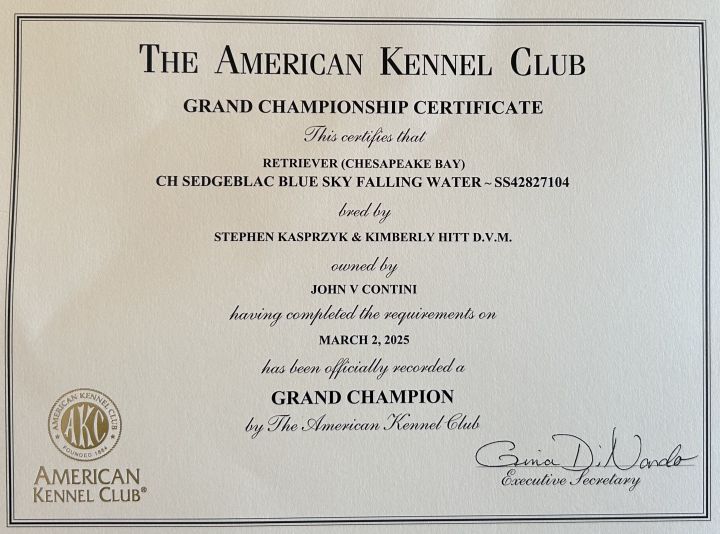 THE AMERICAN KENNEL CLUB
GRAND CHAMPIONSHIP CERTIFICATE
This certifies that
RETRIEVER (CHESAPEAKE BAY)
CH SEDGEBLAC BLUE SKY FALLING WATER ~ SS42827104
bred by
STEPHEN KASPRZYK & KIMBERLY HITT D.V.M.
owned by
JOHN V CONTINI
having completed the requirements on
MARCH 2, 2025
has been officially recorded a
GRAND CHAMPION
by The American Kennel Club
AMERICAN KENNEL CLUB
AKC
FOUNDED 1884
AMERICAN
KENNEL CLUB®
Gina DiNardo
Executive Secretary